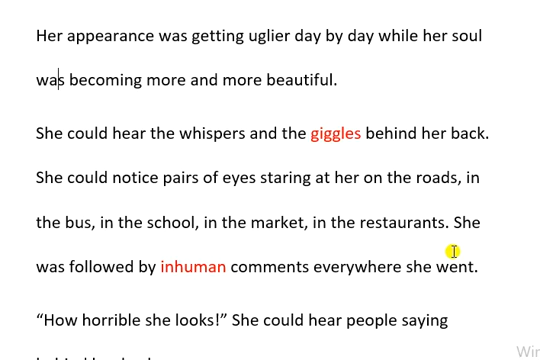 Her appearance was getting uglier day by day while her soul
was becoming more and more beautiful.
She could hear the whispers and the giggles behind her back.
She could notice pairs of eyes staring at her on the roads, in
the bus, in the school, in the market, in the restaurants. She
was followed by inhuman comments everywhere she went.
“How horrible she looks!” She could hear people saying